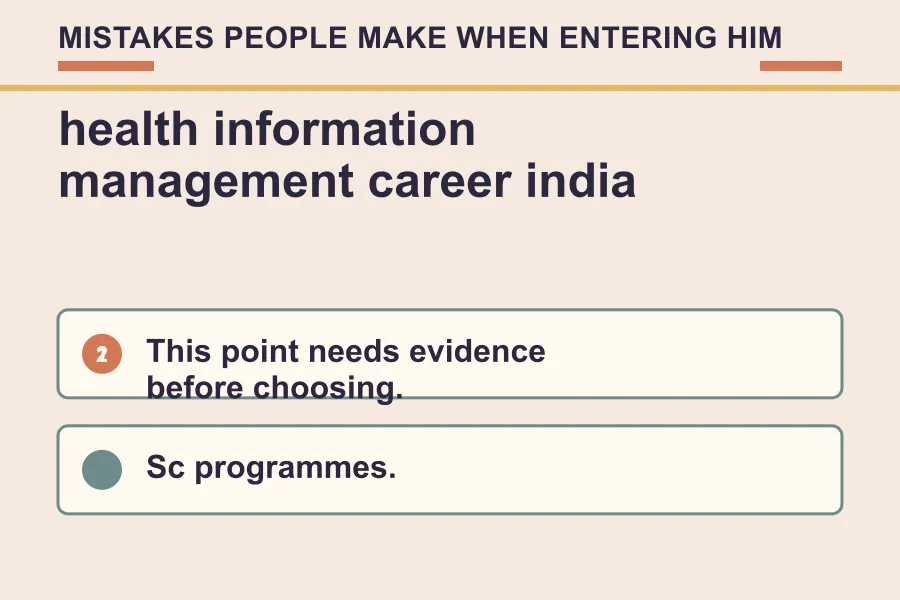 MISTAKES PEOPLE MAKE WHEN ENTERING HIM
health information
management career india
2
This point needs evidence
before choosing.
Sc programmes.